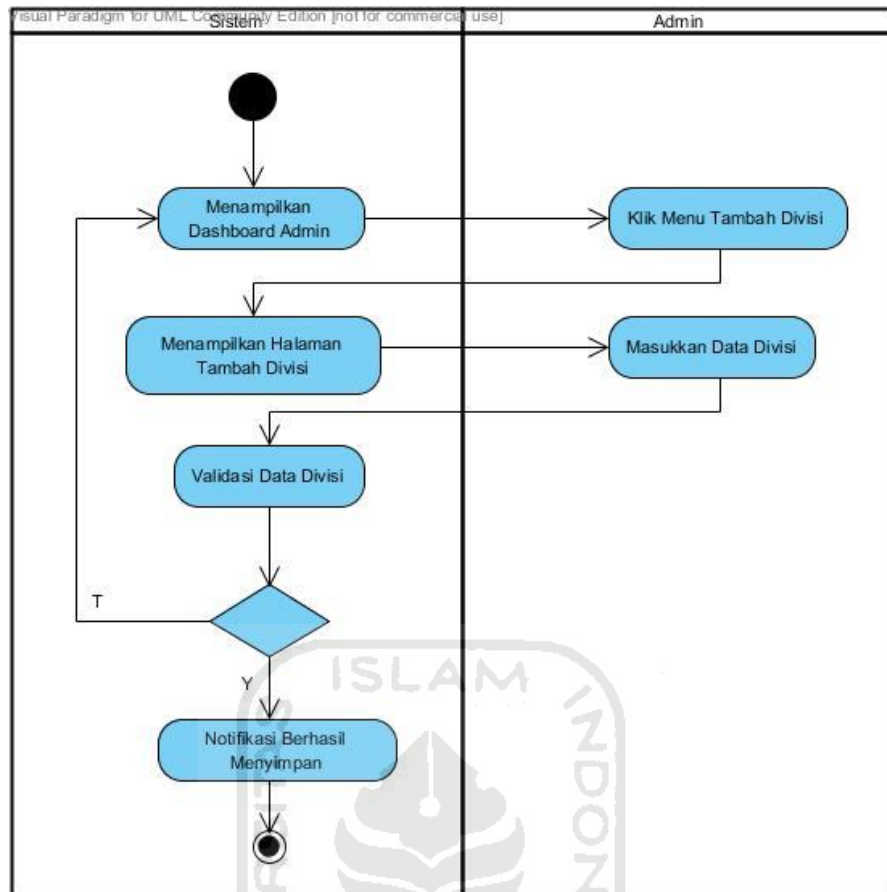 Visual Paradigm for UML Community Edition [not for commercial use]
Sistem
Admin
Menampilkan
Dashboard Admin
Klik Menu Tambah Divisi
Menampilkan Halaman
Tambah Divisi
Masukkan Data Divisi
Validasi Data Divisi
T
Y
ISLAM
INDON
Notifikasi Berhasil
Menyimpan